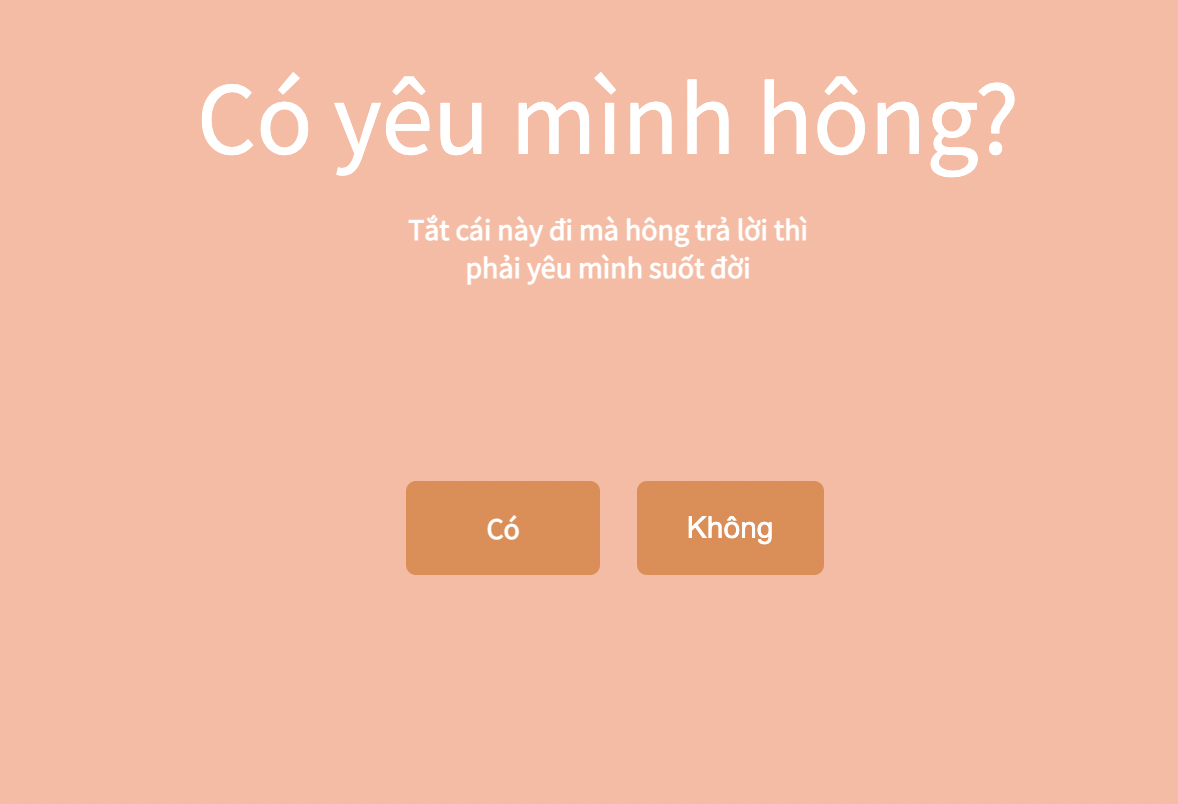 Có yêu mình hông?
Tắt cái này đi mà hông trả lời thì
phải yêu mình suốt đời
Có
Không